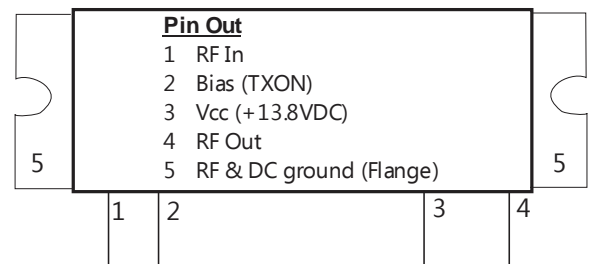 Pin Out
1 RF In
2 Bias (TXON)
3 Vcc (+13.8VDC)
4 RF Out
5 RF & DC ground (Flange)
5 5
1 2 3 4